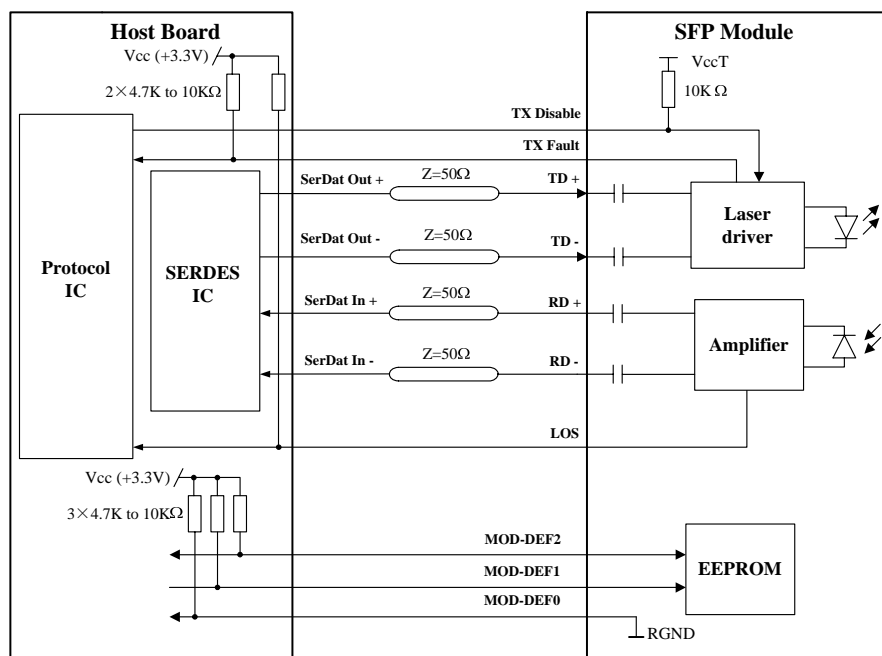 Host Board
SFP Module
Vcc (+3.3V)
VccT
2×4.7K to 10KΩ
10K Ω
TX Disable
TX Fault
SerDat Out +
Z=50Ω
TD +
Laser
driver
SerDat Out -
Z=50Ω
TD -
Protocol
IC
SERDES
IC
SerDat In +
Z=50Ω
RD +
Amplifier
SerDat In -
Z=50Ω
RD -
LOS
Vcc (+3.3V)
3×4.7K to 10KΩ
MOD-DEF2
MOD-DEF1
MOD-DEF0
EEPROM
RGND